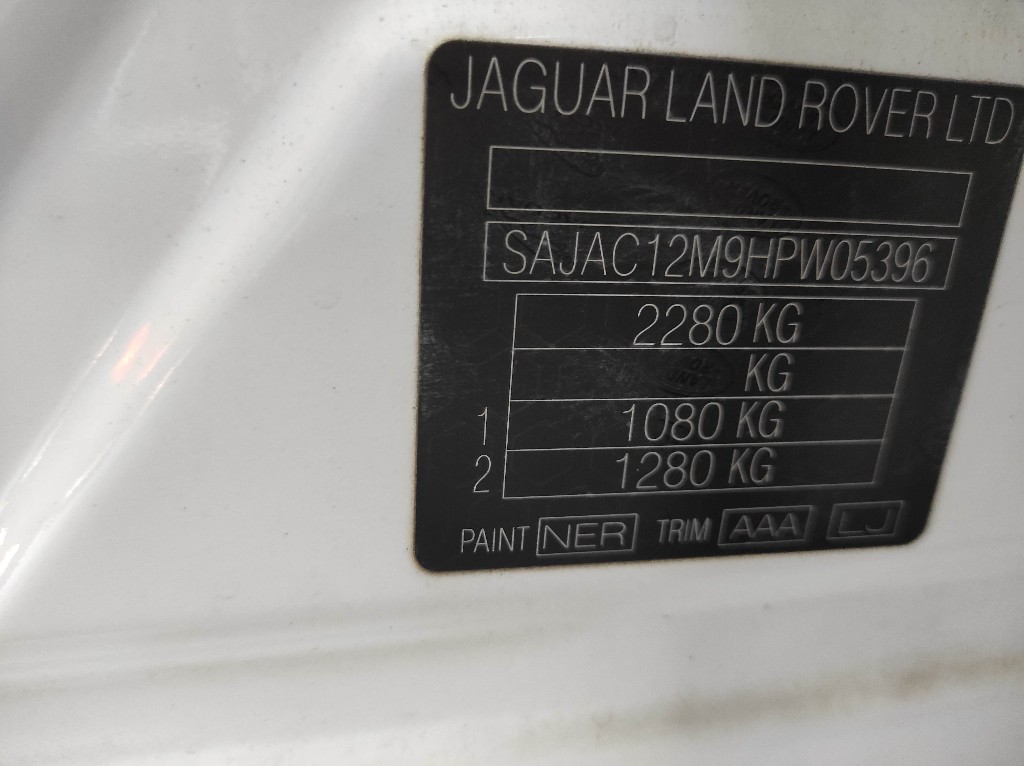 JAGUAR LAND ROVER LTD
SAJAC12M9HPW05396
2280 KG
KG
1 1080 KG
2 1280 KG
PAINT NER TRIM AAA LJ